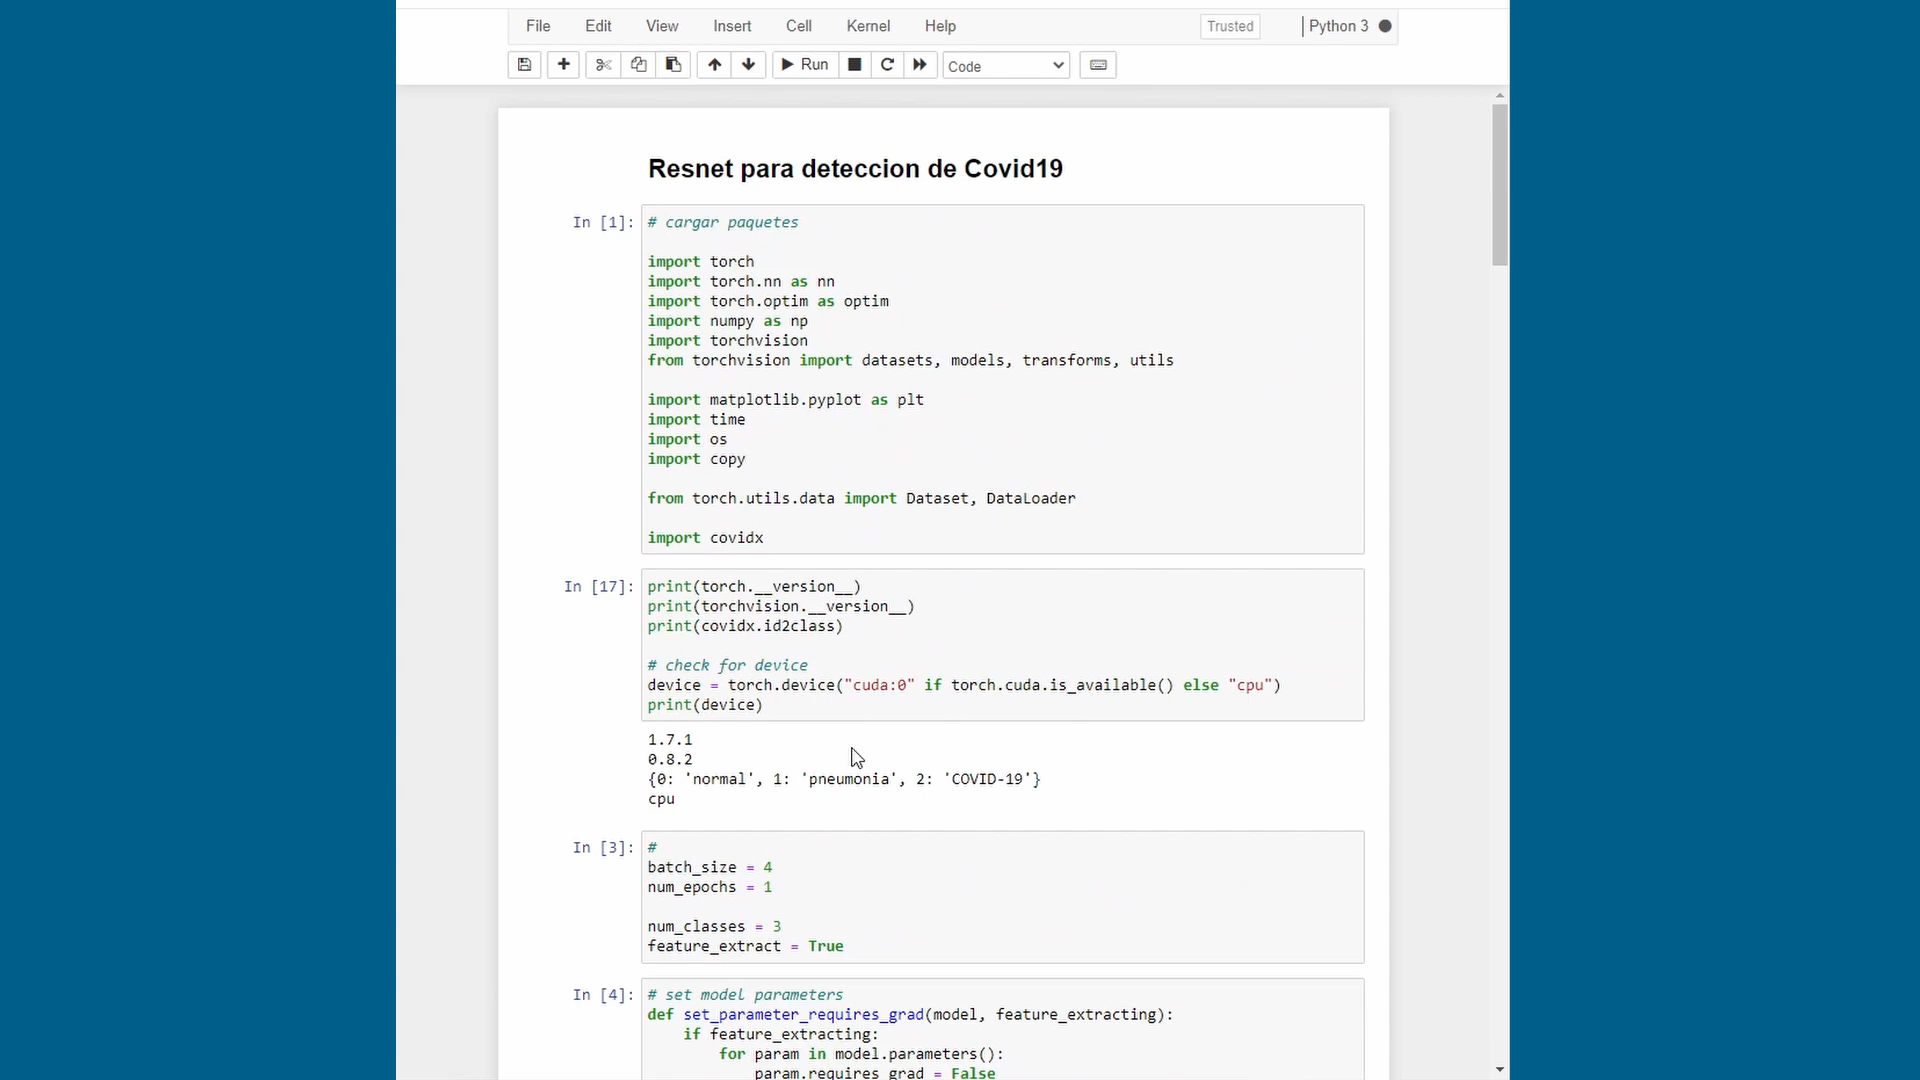 File Edit View Insert Cell Kernel Help Trusted Python 3
Run Code
Resnet para deteccion de Covid19
In [1]: # cargar paquetes
import torch
import torch.nn as nn
import torch.optim as optim
import numpy as np
import torchvision
from torchvision import datasets, models, transforms, utils
import matplotlib.pyplot as plt
import time
import os
import copy
from torch.utils.data import Dataset, DataLoader
import covidx
In [17]: print(torch.__version__)
print(torchvision.__version__)
print(covidx.id2class)
# check for device
device = torch.device("cuda:0" if torch.cuda.is_available() else "cpu")
print(device)
1.7.1
0.8.2
{0: 'normal', 1: 'pneumonia', 2: 'COVID-19'}
cpu
In [3]: #
batch_size = 4
num_epochs = 1
num_classes = 3
feature_extract = True
In [4]: # set model parameters
def set_parameter_requires_grad(model, feature_extracting):
if feature_extracting:
for param in model.parameters():
param.requires_grad = False